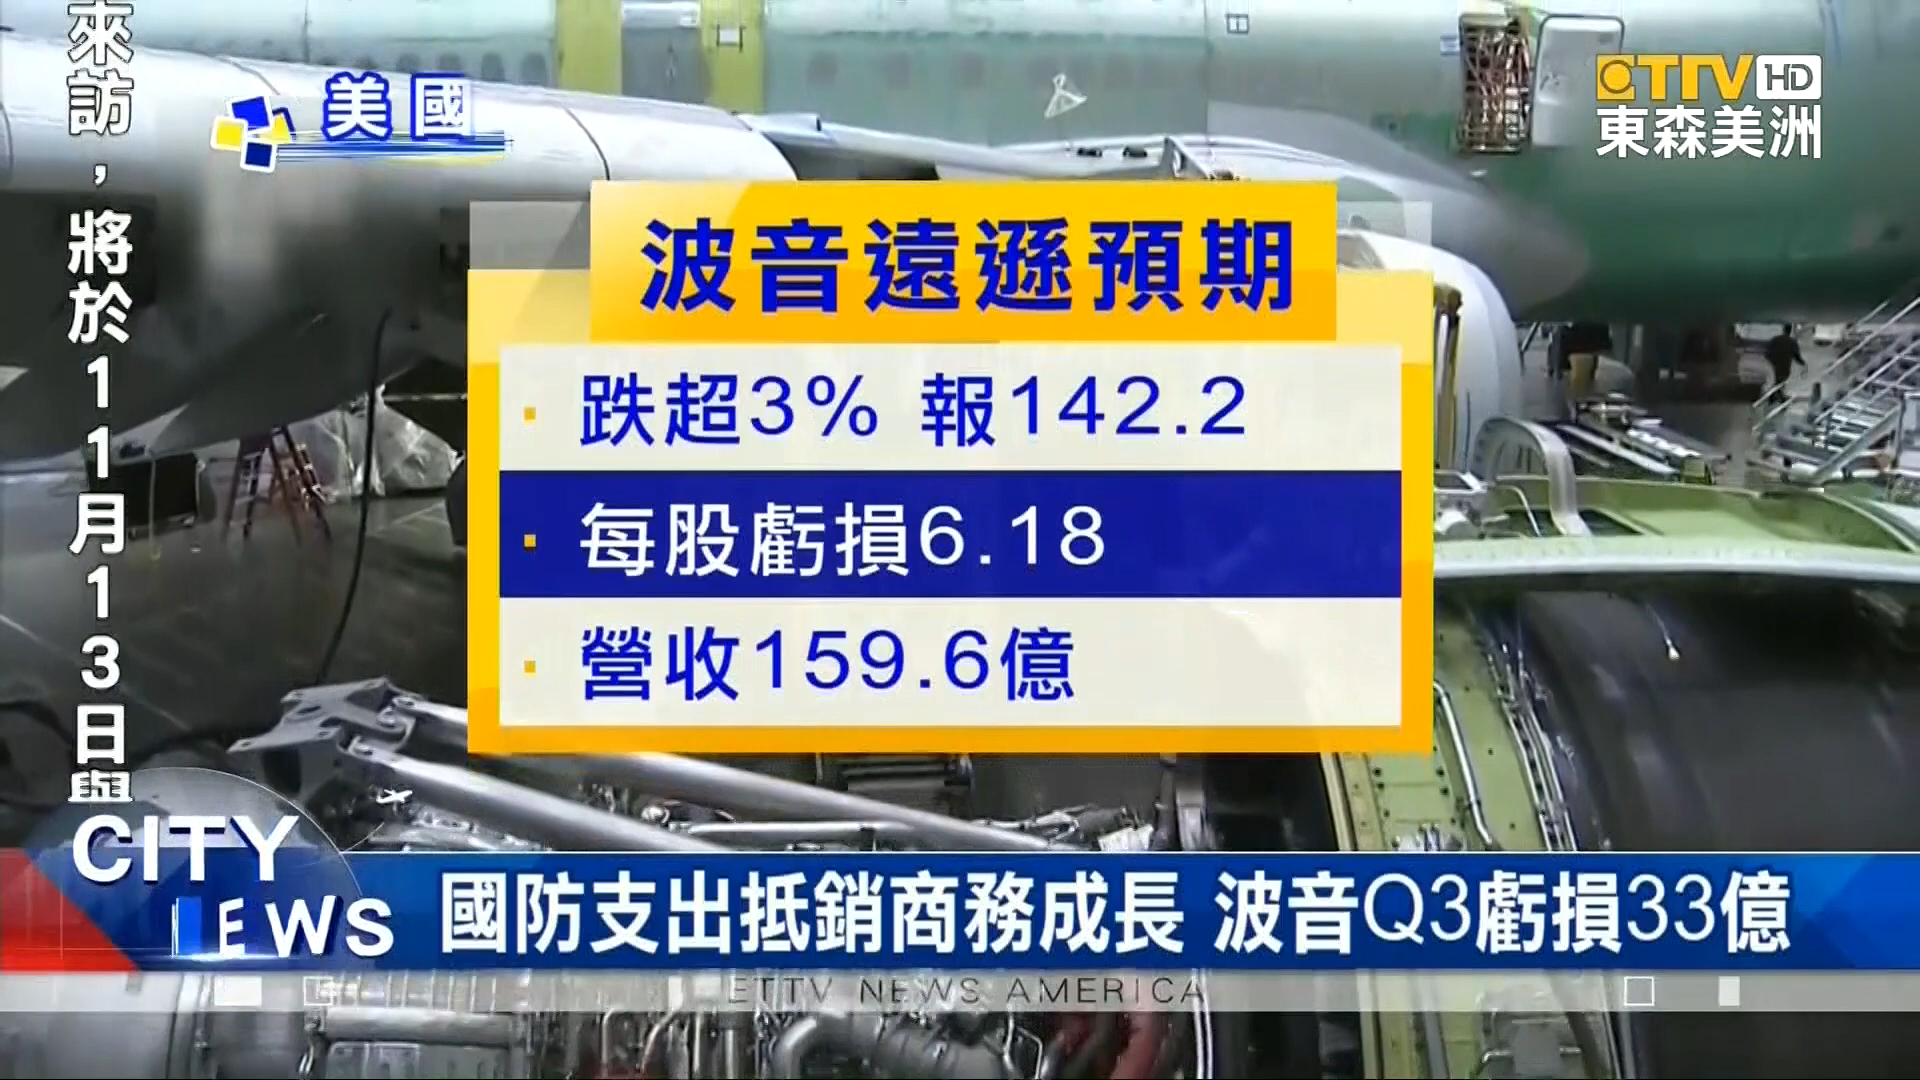 來訪，將於11月13日與
美國
ETTV HD
東森美洲
波音遠遜預期
跌超3% 報142.2
每股虧損6.18
營收159.6億
CITY
NEWS
國防支出抵銷商務成長 波音Q3虧損33億
ETTV NEWS AMERICA